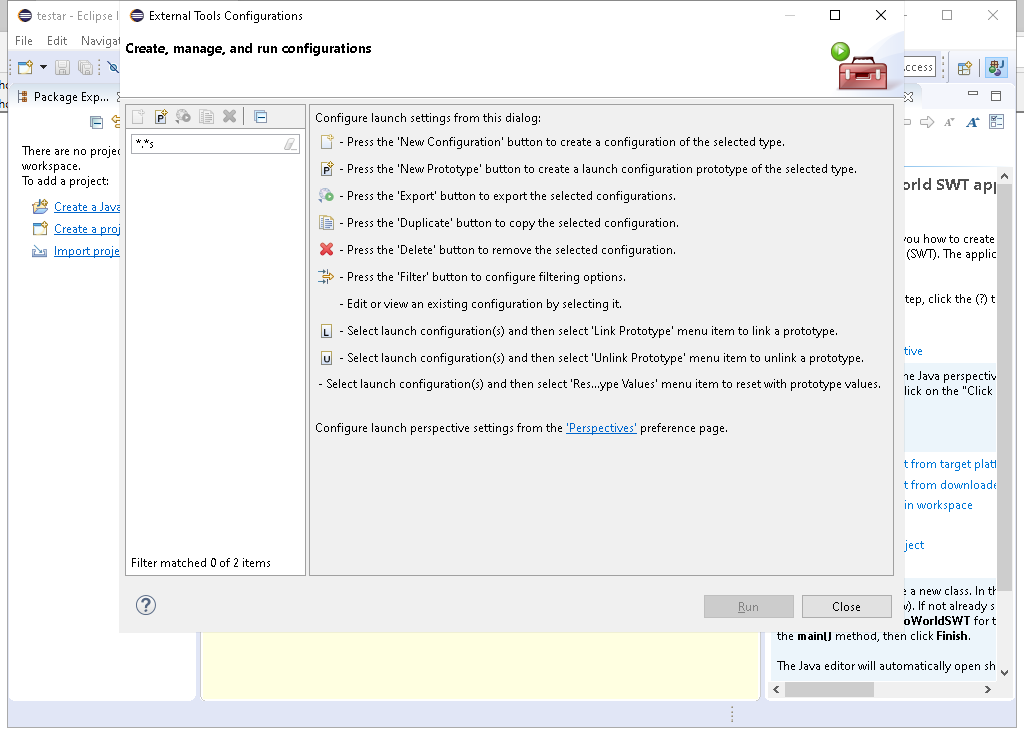 testar - Eclipse I
External Tools Configurations
File Edit Navigat
Create, manage, and run configurations
ccess
Package Exp...
*.*s
Configure launch settings from this dialog:
- Press the 'New Configuration' button to create a configuration of the selected type.
- Press the 'New Prototype' button to create a launch configuration prototype of the selected type.
- Press the 'Export' button to export the selected configurations.
- Press the 'Duplicate' button to copy the selected configuration.
- Press the 'Delete' button to remove the selected configuration.
- Press the 'Filter' button to configure filtering options.
- Edit or view an existing configuration by selecting it.
L - Select launch configuration(s) and then select 'Link Prototype' menu item to link a prototype.
U - Select launch configuration(s) and then select 'Unlink Prototype' menu item to unlink a prototype.
- Select launch configuration(s) and then select 'Res...ype Values' menu item to reset with prototype values.
Configure launch perspective settings from the 'Perspectives' preference page.
Filter matched 0 of 2 items
Run
Close
There are no projec
workspace.
To add a project:
Create a Java
Create a proj
Import proje
orld SWT app
you how to create
(SWT). The applic
tep, click the (?) t
tive
he Java perspectiv
lick on the "Click
t from target platf
t from downloade
in workspace
ject
e a new class. In th
w). If not already s
oWorldSWT for t
the main() method, then click Finish.
The Java editor will automatically open sh